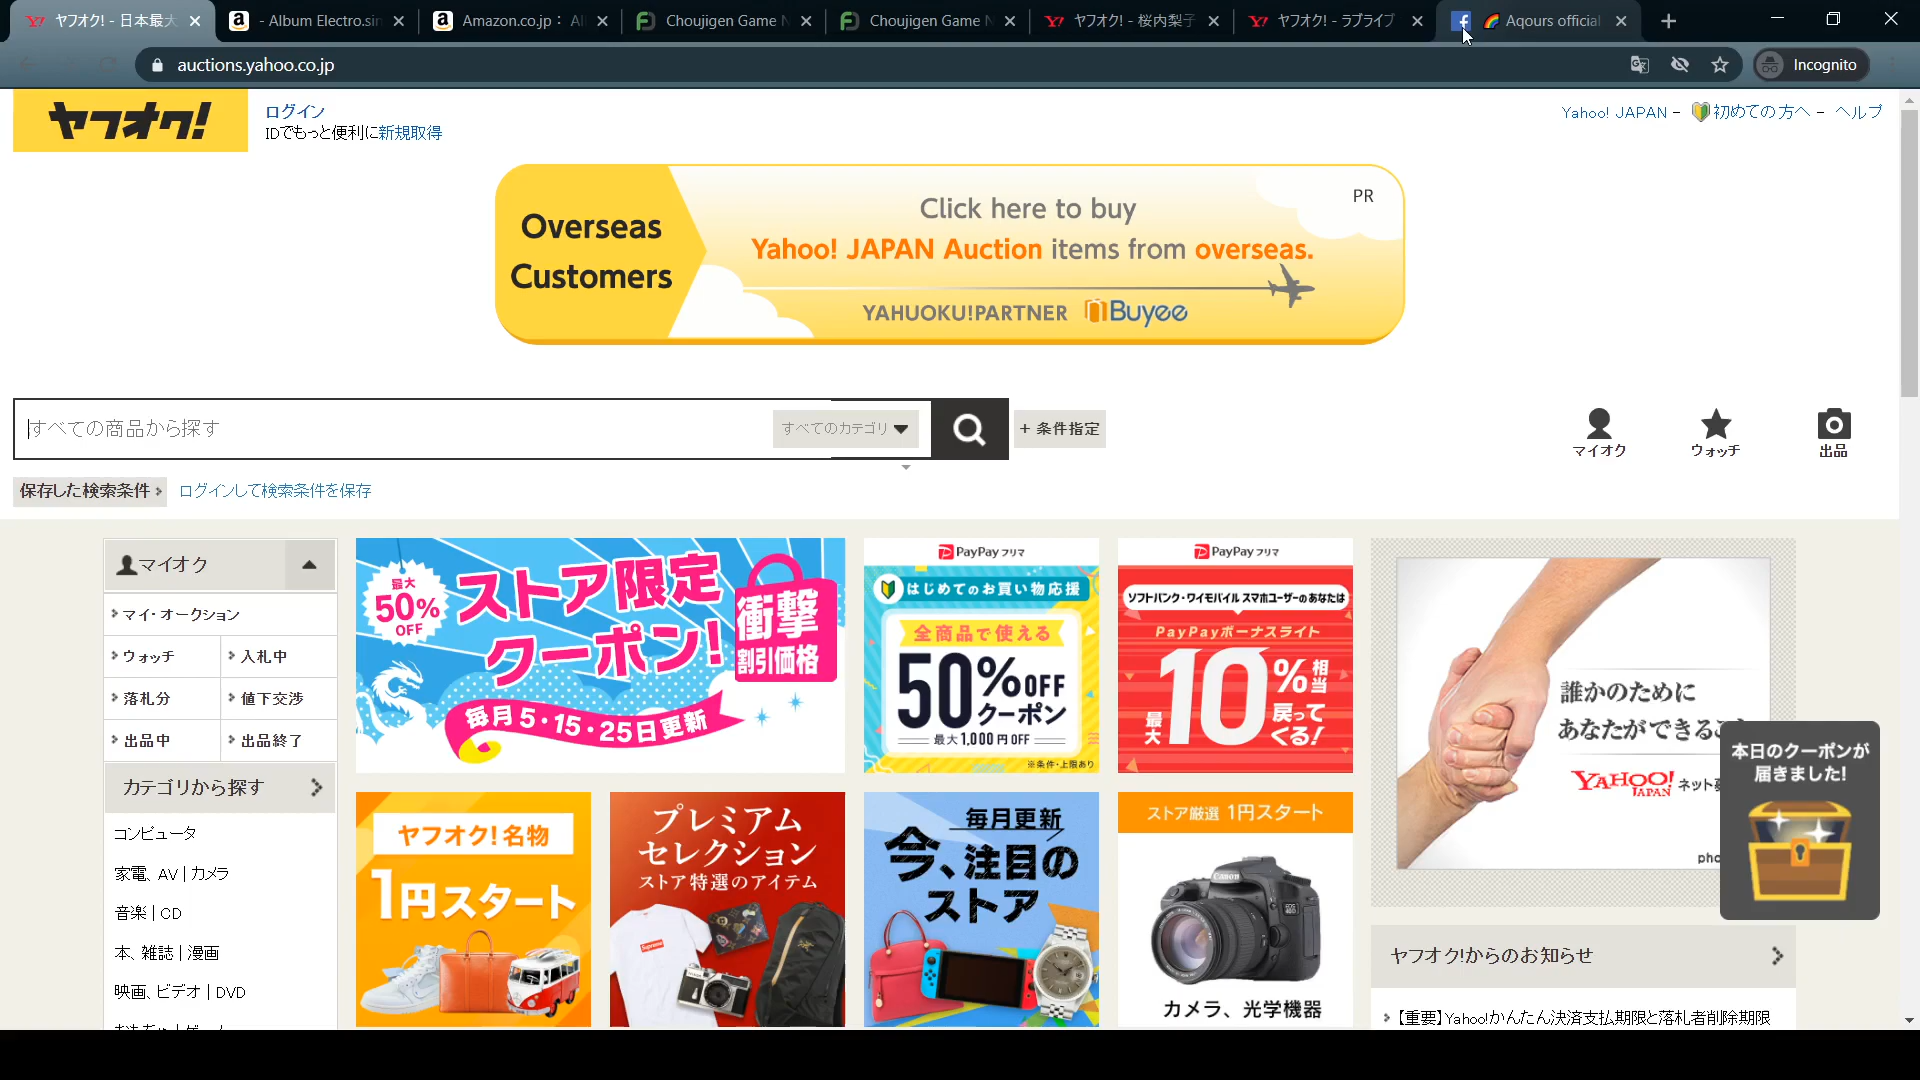 ヤフオク! - 日本最大
- Album Electro.sin
Amazon.co.jp： Al
Choujigen Game N
Choujigen Game N
ヤフオク! - 桜内梨子
ヤフオク! - ラブライブ
Aqours official
auctions.yahoo.co.jp
Incognito
ヤフオク!
ログイン
IDでもっと便利に新規取得
Yahoo! JAPAN - 初めての方へ - ヘルプ
Overseas
Customers
Click here to buy
PR
Yahoo! JAPAN Auction items from overseas.
YAHUOKU!PARTNER Buyee
すべての商品から探す
すべてのカテゴリ
+ 条件指定
マイオク
ウォッチ
出品
保存した検索条件
ログインして検索条件を保存
マイオク
マイ・オークション
ウォッチ
入札中
落札分
値下交渉
出品中
出品終了
カテゴリから探す
コンピュータ
家電、AV | カメラ
音楽 | CD
本、雑誌 | 漫画
映画、ビデオ | DVD
最大
50%
OFF
ストア限定
クーポン!
衝撃
割引価格
毎月5・15・25日更新
PayPay フリマ
はじめてのお買い物応援
全商品で使える
50%OFF
クーポン
最大1,000円OFF
※条件・上限あり
PayPay フリマ
ソフトバンク・ワイモバイル スマホユーザーのあなたは
PayPayボーナスライト
最大
10%
相当
戻って
くる!
誰かのために
あなたができるこ
YAHOO!
JAPAN
ネット
pho
本日のクーポンが
届きました!
ヤフオク! 名物
1円スタート
プレミアム
セレクション
ストア特選のアイテム
Supreme
毎月更新
今、注目の
ストア
ストア厳選 1円スタート
Canon
カメラ、光学機器
ヤフオク!からのお知らせ
【重要】Yahoo!かんたん決済支払期限と落札者削除期限